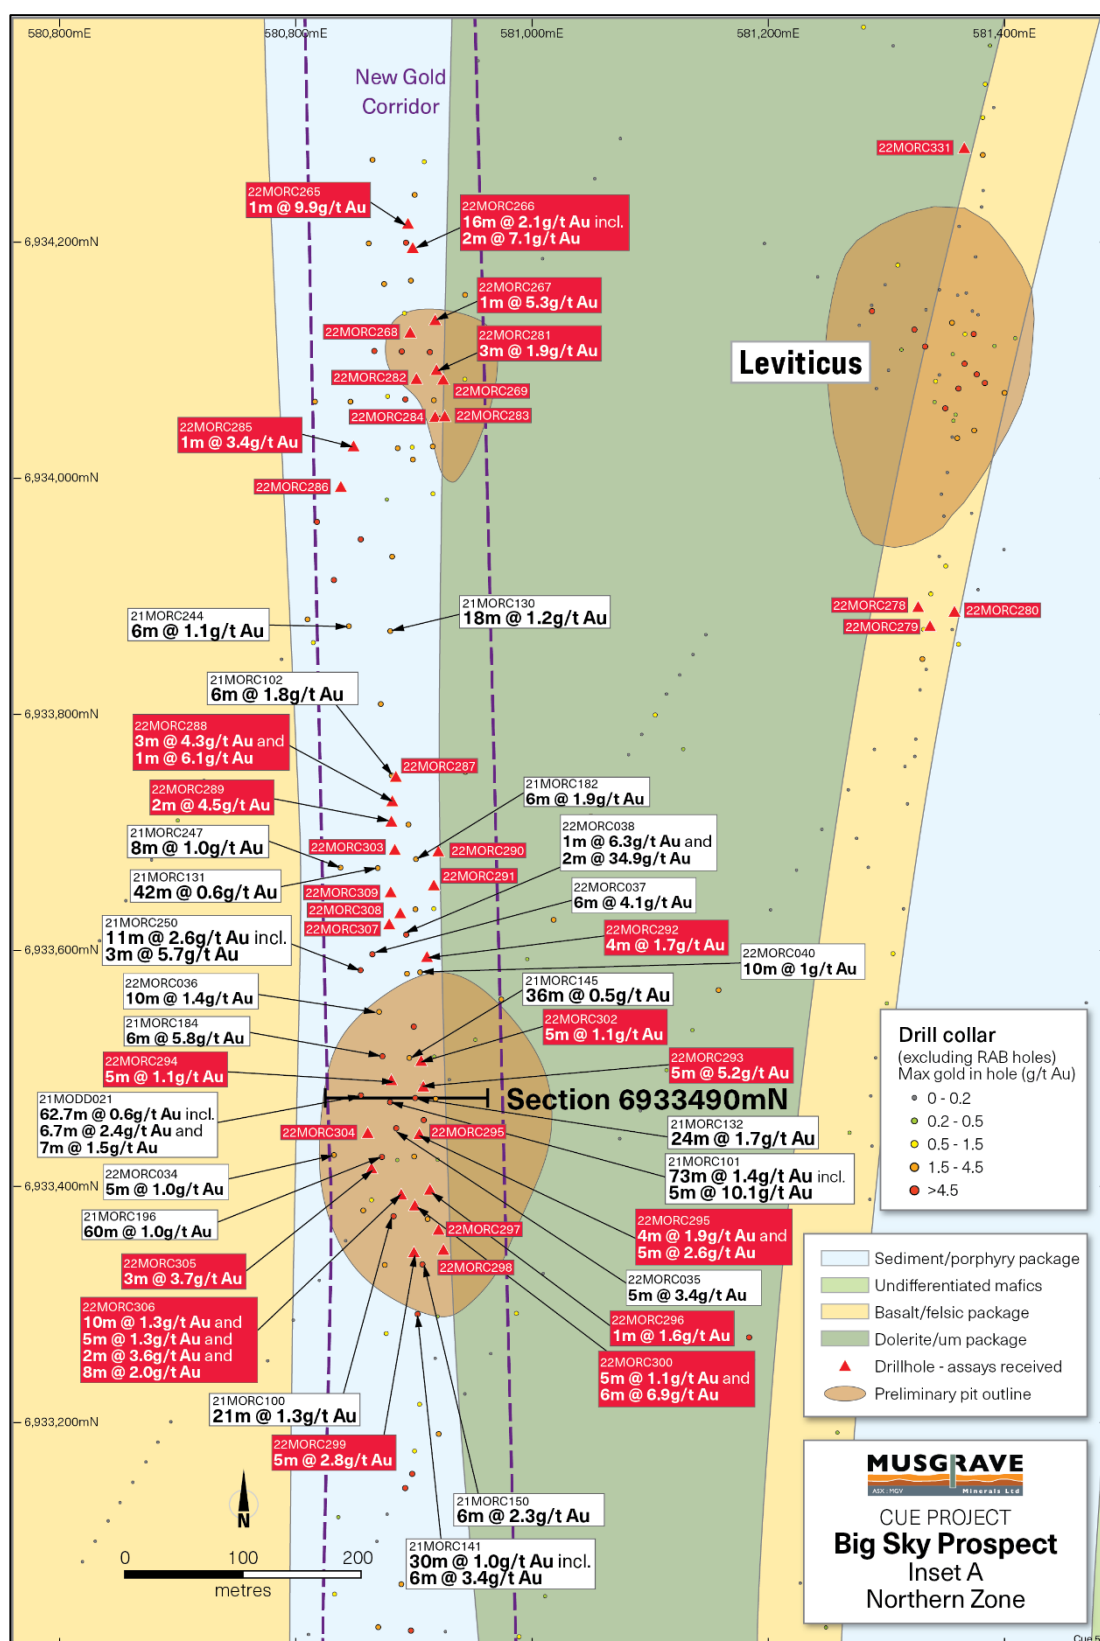 580,800mE
580,800mE
581,000mE
581,200mE
581,400mE
New Gold
Corridor
22MORC331
22MORC265
1m @ 9.9g/t Au
22MORC266
16m @ 2.1g/t Au incl.
2m @ 7.1g/t Au
6,934,200mN
22MORC267
1m @ 5.3g/t Au
22MORC268
22MORC281
3m @ 1.9g/t Au
Leviticus
22MORC282
22MORC269
22MORC284
22MORC283
22MORC285
1m @ 3.4g/t Au
6,934,000mN
22MORC286
21MORC244
6m @ 1.1g/t Au
21MORC130
18m @ 1.2g/t Au
22MORC278
22MORC280
22MORC279
21MORC102
6m @ 1.8g/t Au
6,933,800mN
22MORC288
3m @ 4.3g/t Au and
1m @ 6.1g/t Au
22MORC287
22MORC289
2m @ 4.5g/t Au
21MORC182
6m @ 1.9g/t Au
21MORC247
8m @ 1.0g/t Au
22MORC038
1m @ 6.3g/t Au and
2m @ 34.9g/t Au
22MORC303
22MORC290
21MORC131
42m @ 0.6g/t Au
22MORC291
22MORC309
22MORC037
6m @ 4.1g/t Au
22MORC308
21MORC250
11m @ 2.6g/t Au incl.
3m @ 5.7g/t Au
22MORC307
22MORC292
4m @ 1.7g/t Au
6,933,600mN
22MORC040
10m @ 1g/t Au
22MORC036
10m @ 1.4g/t Au
21MORC145
36m @ 0.5g/t Au
21MORC184
6m @ 5.8g/t Au
22MORC302
5m @ 1.1g/t Au
22MORC294
5m @ 1.1g/t Au
22MORC293
5m @ 5.2g/t Au
21MODD021
62.7m @ 0.6g/t Au incl.
6.7m @ 2.4g/t Au and
7m @ 1.5g/t Au
Section 6933490mN
22MORC304
22MORC295
21MORC132
24m @ 1.7g/t Au
22MORC034
5m @ 1.0g/t Au
21MORC101
73m @ 1.4g/t Au incl.
5m @ 10.1g/t Au
6,933,400mN
21MORC196
60m @ 1.0g/t Au
22MORC297
22MORC295
4m @ 1.9g/t Au and
5m @ 2.6g/t Au
22MORC305
3m @ 3.7g/t Au
22MORC298
22MORC035
5m @ 3.4g/t Au
22MORC306
10m @ 1.3g/t Au and
5m @ 1.3g/t Au and
2m @ 3.6g/t Au and
8m @ 2.0g/t Au
22MORC296
1m @ 1.6g/t Au
22MORC300
5m @ 1.1g/t Au and
6m @ 6.9g/t Au
21MORC100
21m @ 1.3g/t Au
6,933,200mN
22MORC299
5m @ 2.8g/t Au
21MORC150
6m @ 2.3g/t Au
21MORC141
30m @ 1.0g/t Au incl.
6m @ 3.4g/t Au
N
0 100 200
metres
Drill collar
(excluding RAB holes)
Max gold in hole (g/t Au)
0 - 0.2
0.2 - 0.5
0.5 - 1.5
1.5 - 4.5
>4.5
Sediment/porphyry package
Undifferentiated mafics
Basalt/felsic package
Dolerite/um package
Drillhole - assays received
Preliminary pit outline
MUSGRAVE
ASX : MGV Minerals Ltd
CUE PROJECT
Big Sky Prospect
Inset A
Northern Zone